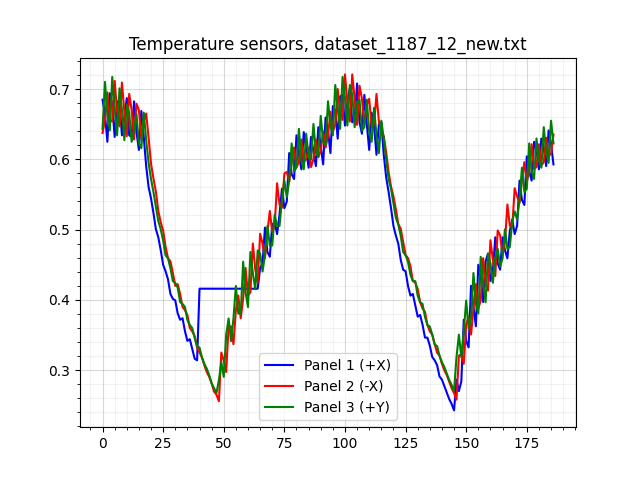 Temperature sensors, dataset_1187_12_new.txt
0.7
0.6
0.5
0.4
0.3
Panel 1 (+X)
Panel 2 (-X)
Panel 3 (+Y)
0 25 50 75 100 125 150 175